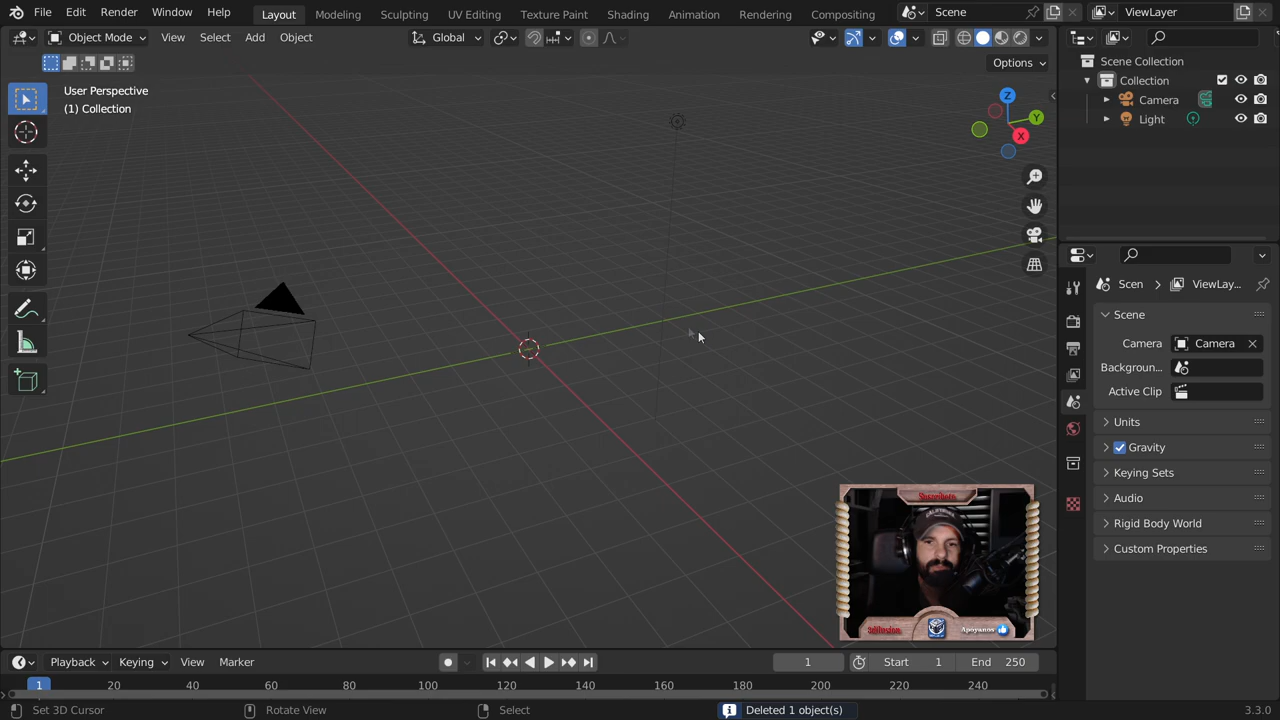 File Edit Render Window Help Layout Modeling Sculpting UV Editing Texture Paint Shading Animation Rendering Compositing Scene ViewLayer
Object Mode View Select Add Object Global
Options
User Perspective
(1) Collection
Z
Y
X
Scene Collection
Collection
Camera
Light
Scen ViewLay...
Scene
Camera Camera
Backgroun...
Active Clip
Units
Gravity
Keying Sets
Audio
Rigid Body World
Custom Properties
Apoyanos
Playback Keying View Marker 1 Start 1 End 250
1 20 40 60 80 100 120 140 160 180 200 220 240
Set 3D Cursor Rotate View Select Deleted 1 object(s) 3.3.0